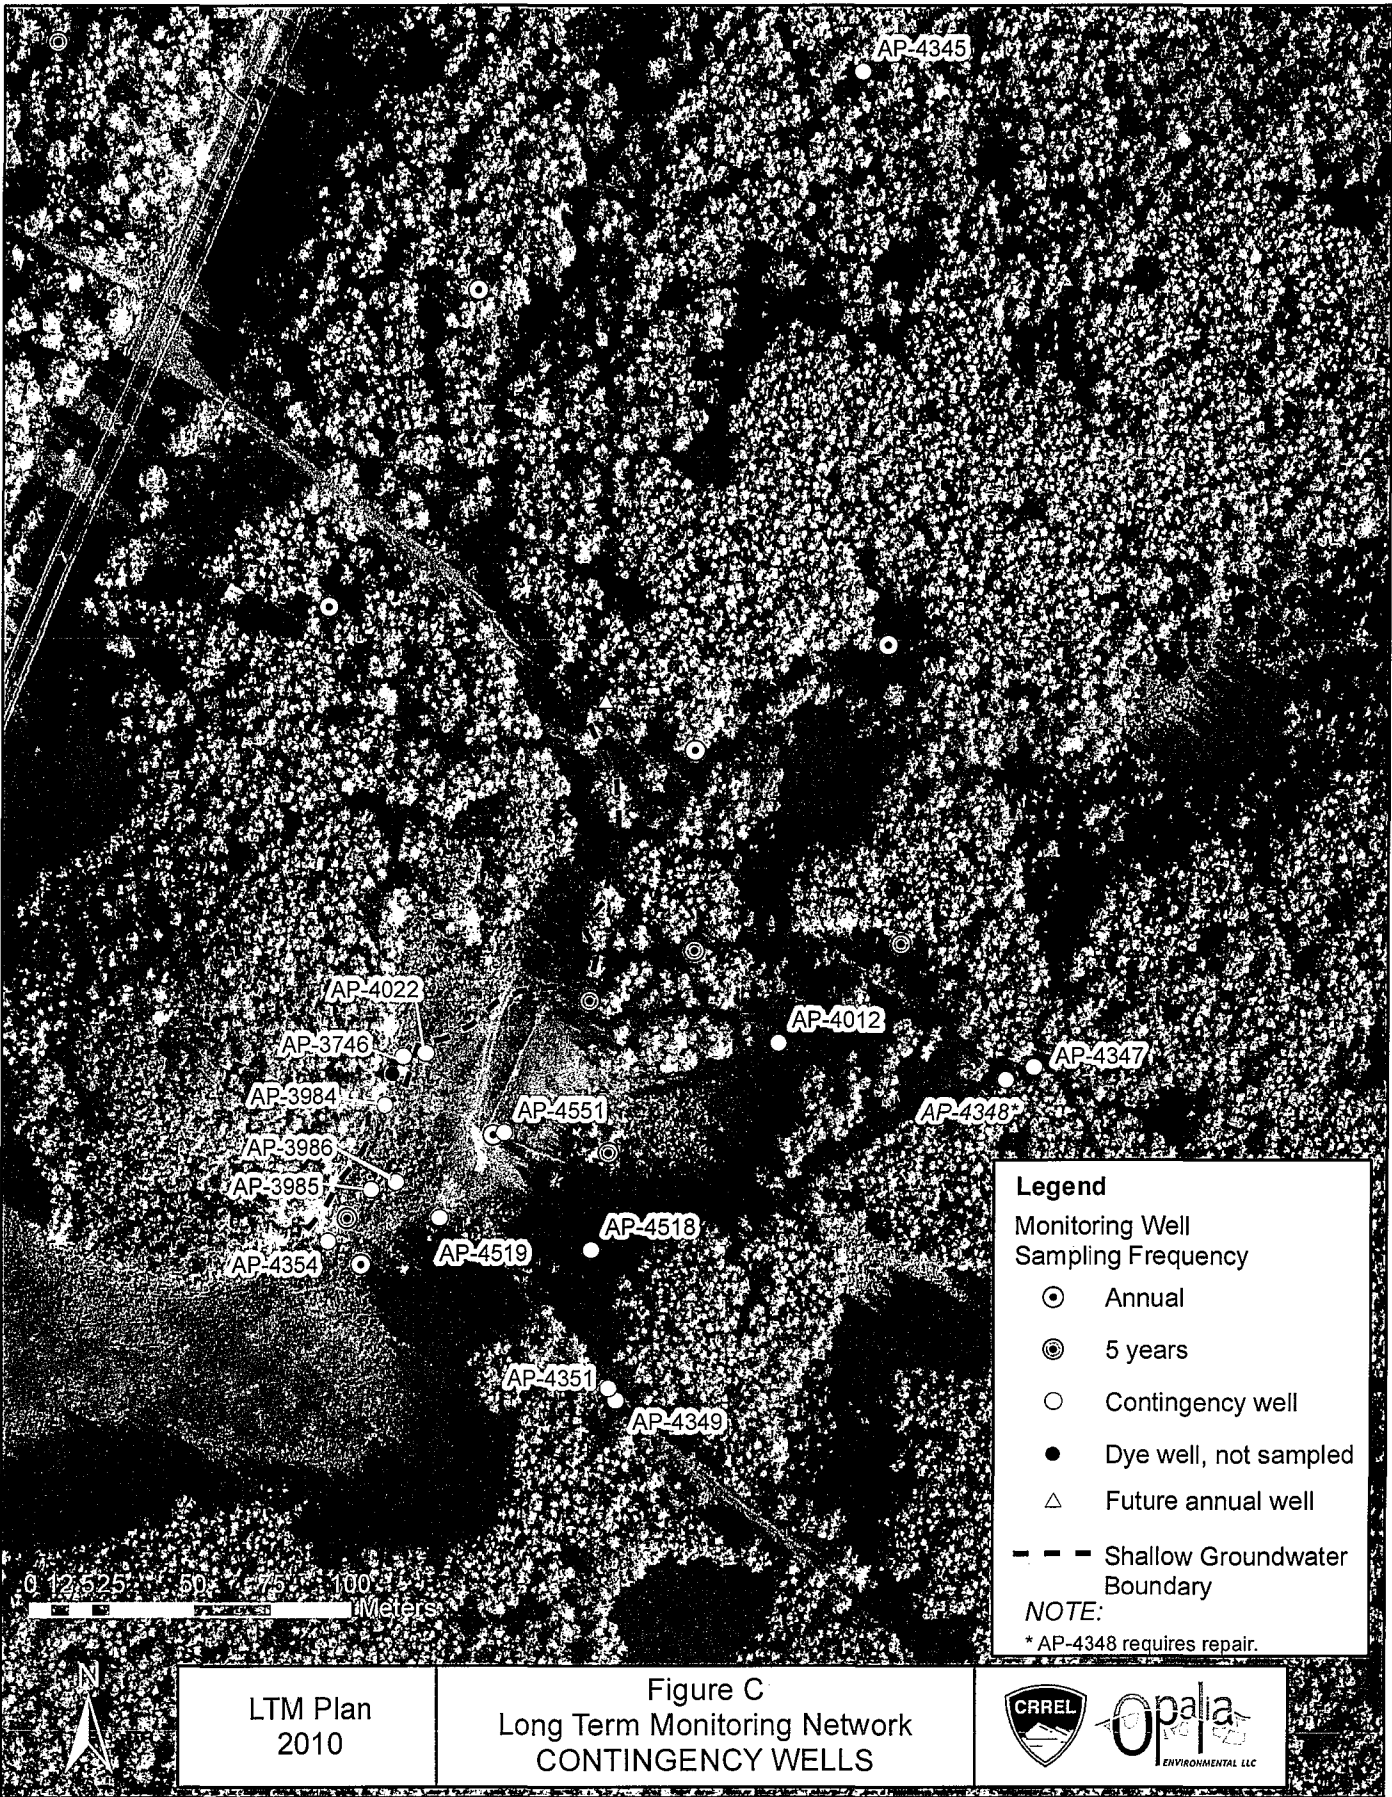 AP-4345
AP-4022
AP-3746
AP-4012
AP-4347
AP-3984
AP-4348*
AP-4551
AP-3986
AP-3985
AP-4518
AP-4519
AP-4354
AP-4351
AP-4349
Legend
Monitoring Well
Sampling Frequency
Annual
5 years
Contingency well
Dye well, not sampled
Future annual well
Shallow Groundwater
Boundary
NOTE:
* AP-4348 requires repair.
0 12.525 50 75 100
Meters
N
LTM Plan
2010
Figure C
Long Term Monitoring Network
CONTINGENCY WELLS
CRREL
Opalia
ENVIRONMENTAL LLC